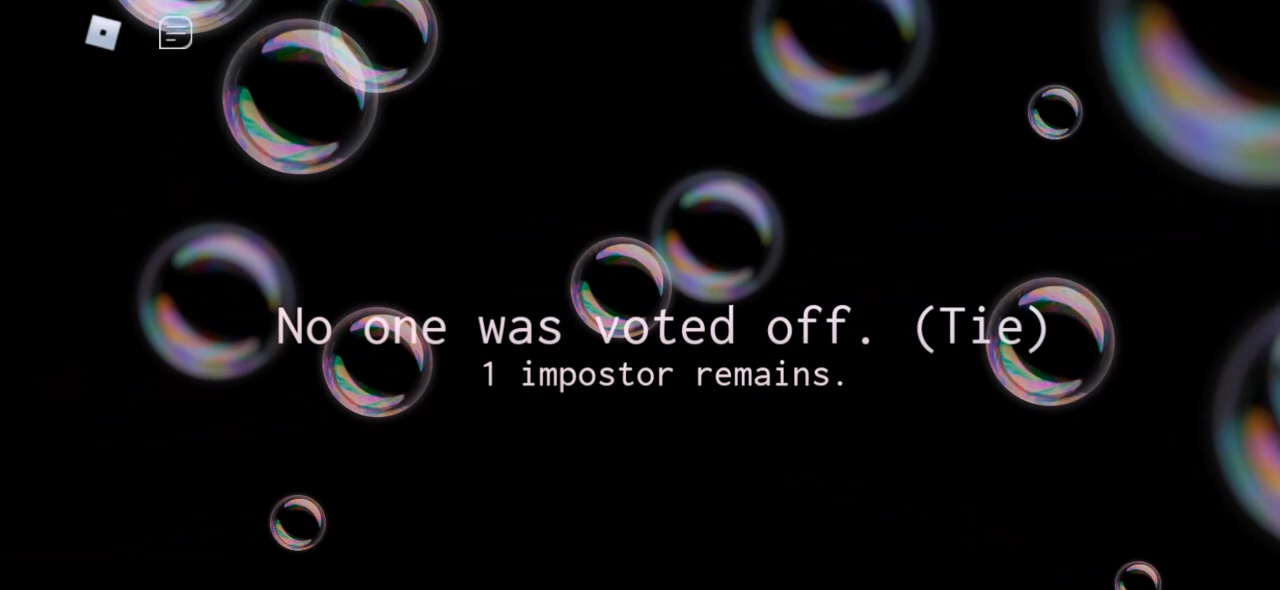 No one was voted off. (Tie)
1 impostor remains.